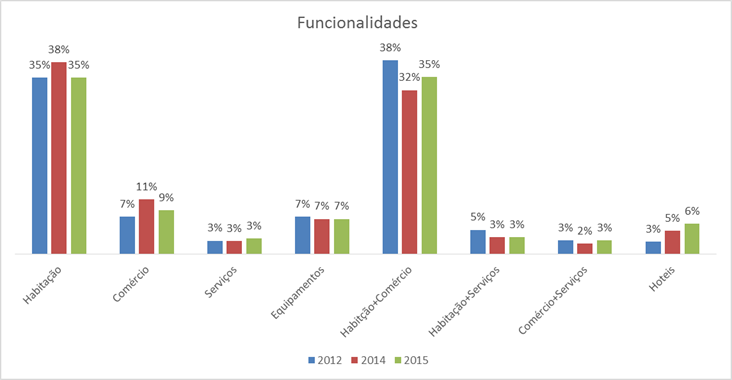 Funcionalidades
35% 38% 35%
7% 11% 9%
3% 3% 3%
7% 7% 7%
38% 32% 35%
5% 3% 3%
3% 2% 3%
3% 5% 6%
Habitação
Comércio
Serviços
Equipamentos
Habitção+Comércio
Habitação+Serviços
Comércio+Serviços
Hoteis
2012 2014 2015